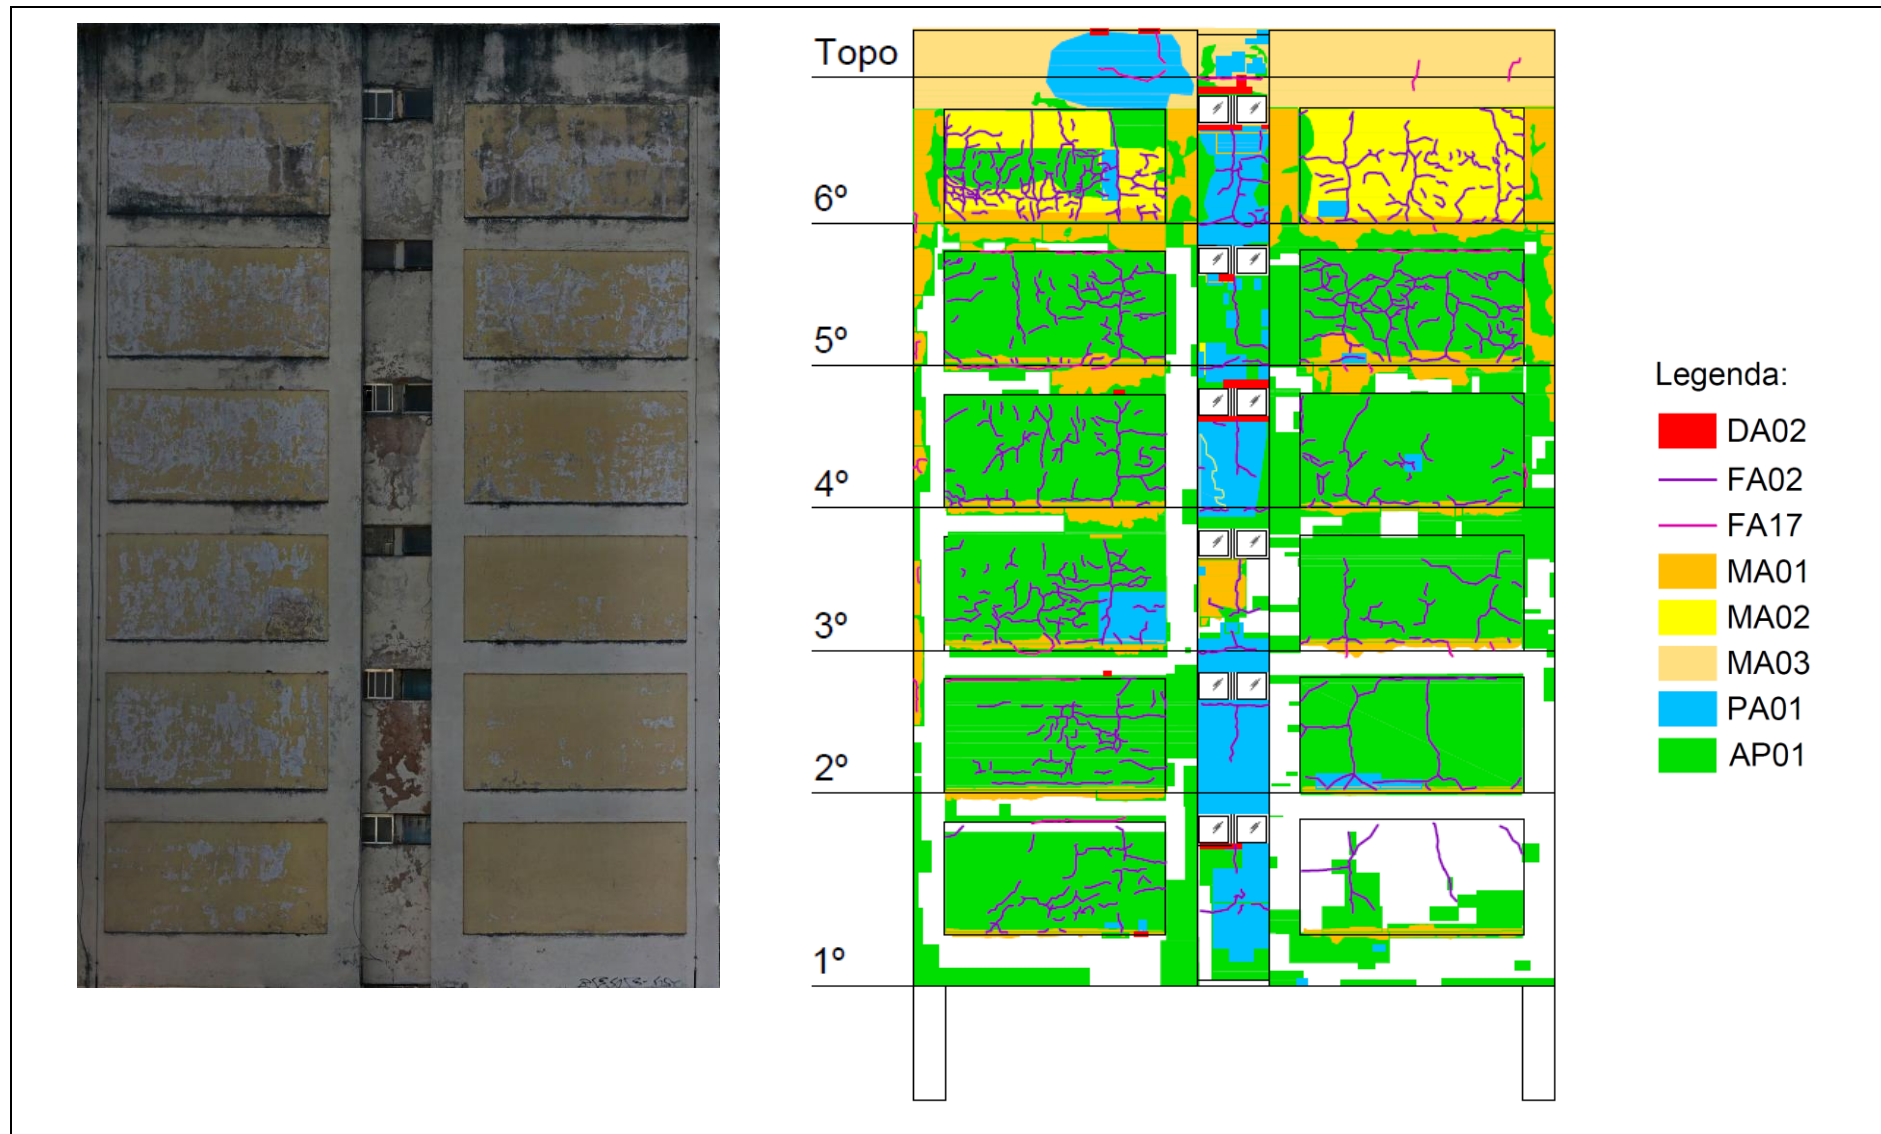 Topo
6º
5º
4º
3º
2º
1º
Legenda:
DA02
FA02
FA17
MA01
MA02
MA03
PA01
AP01